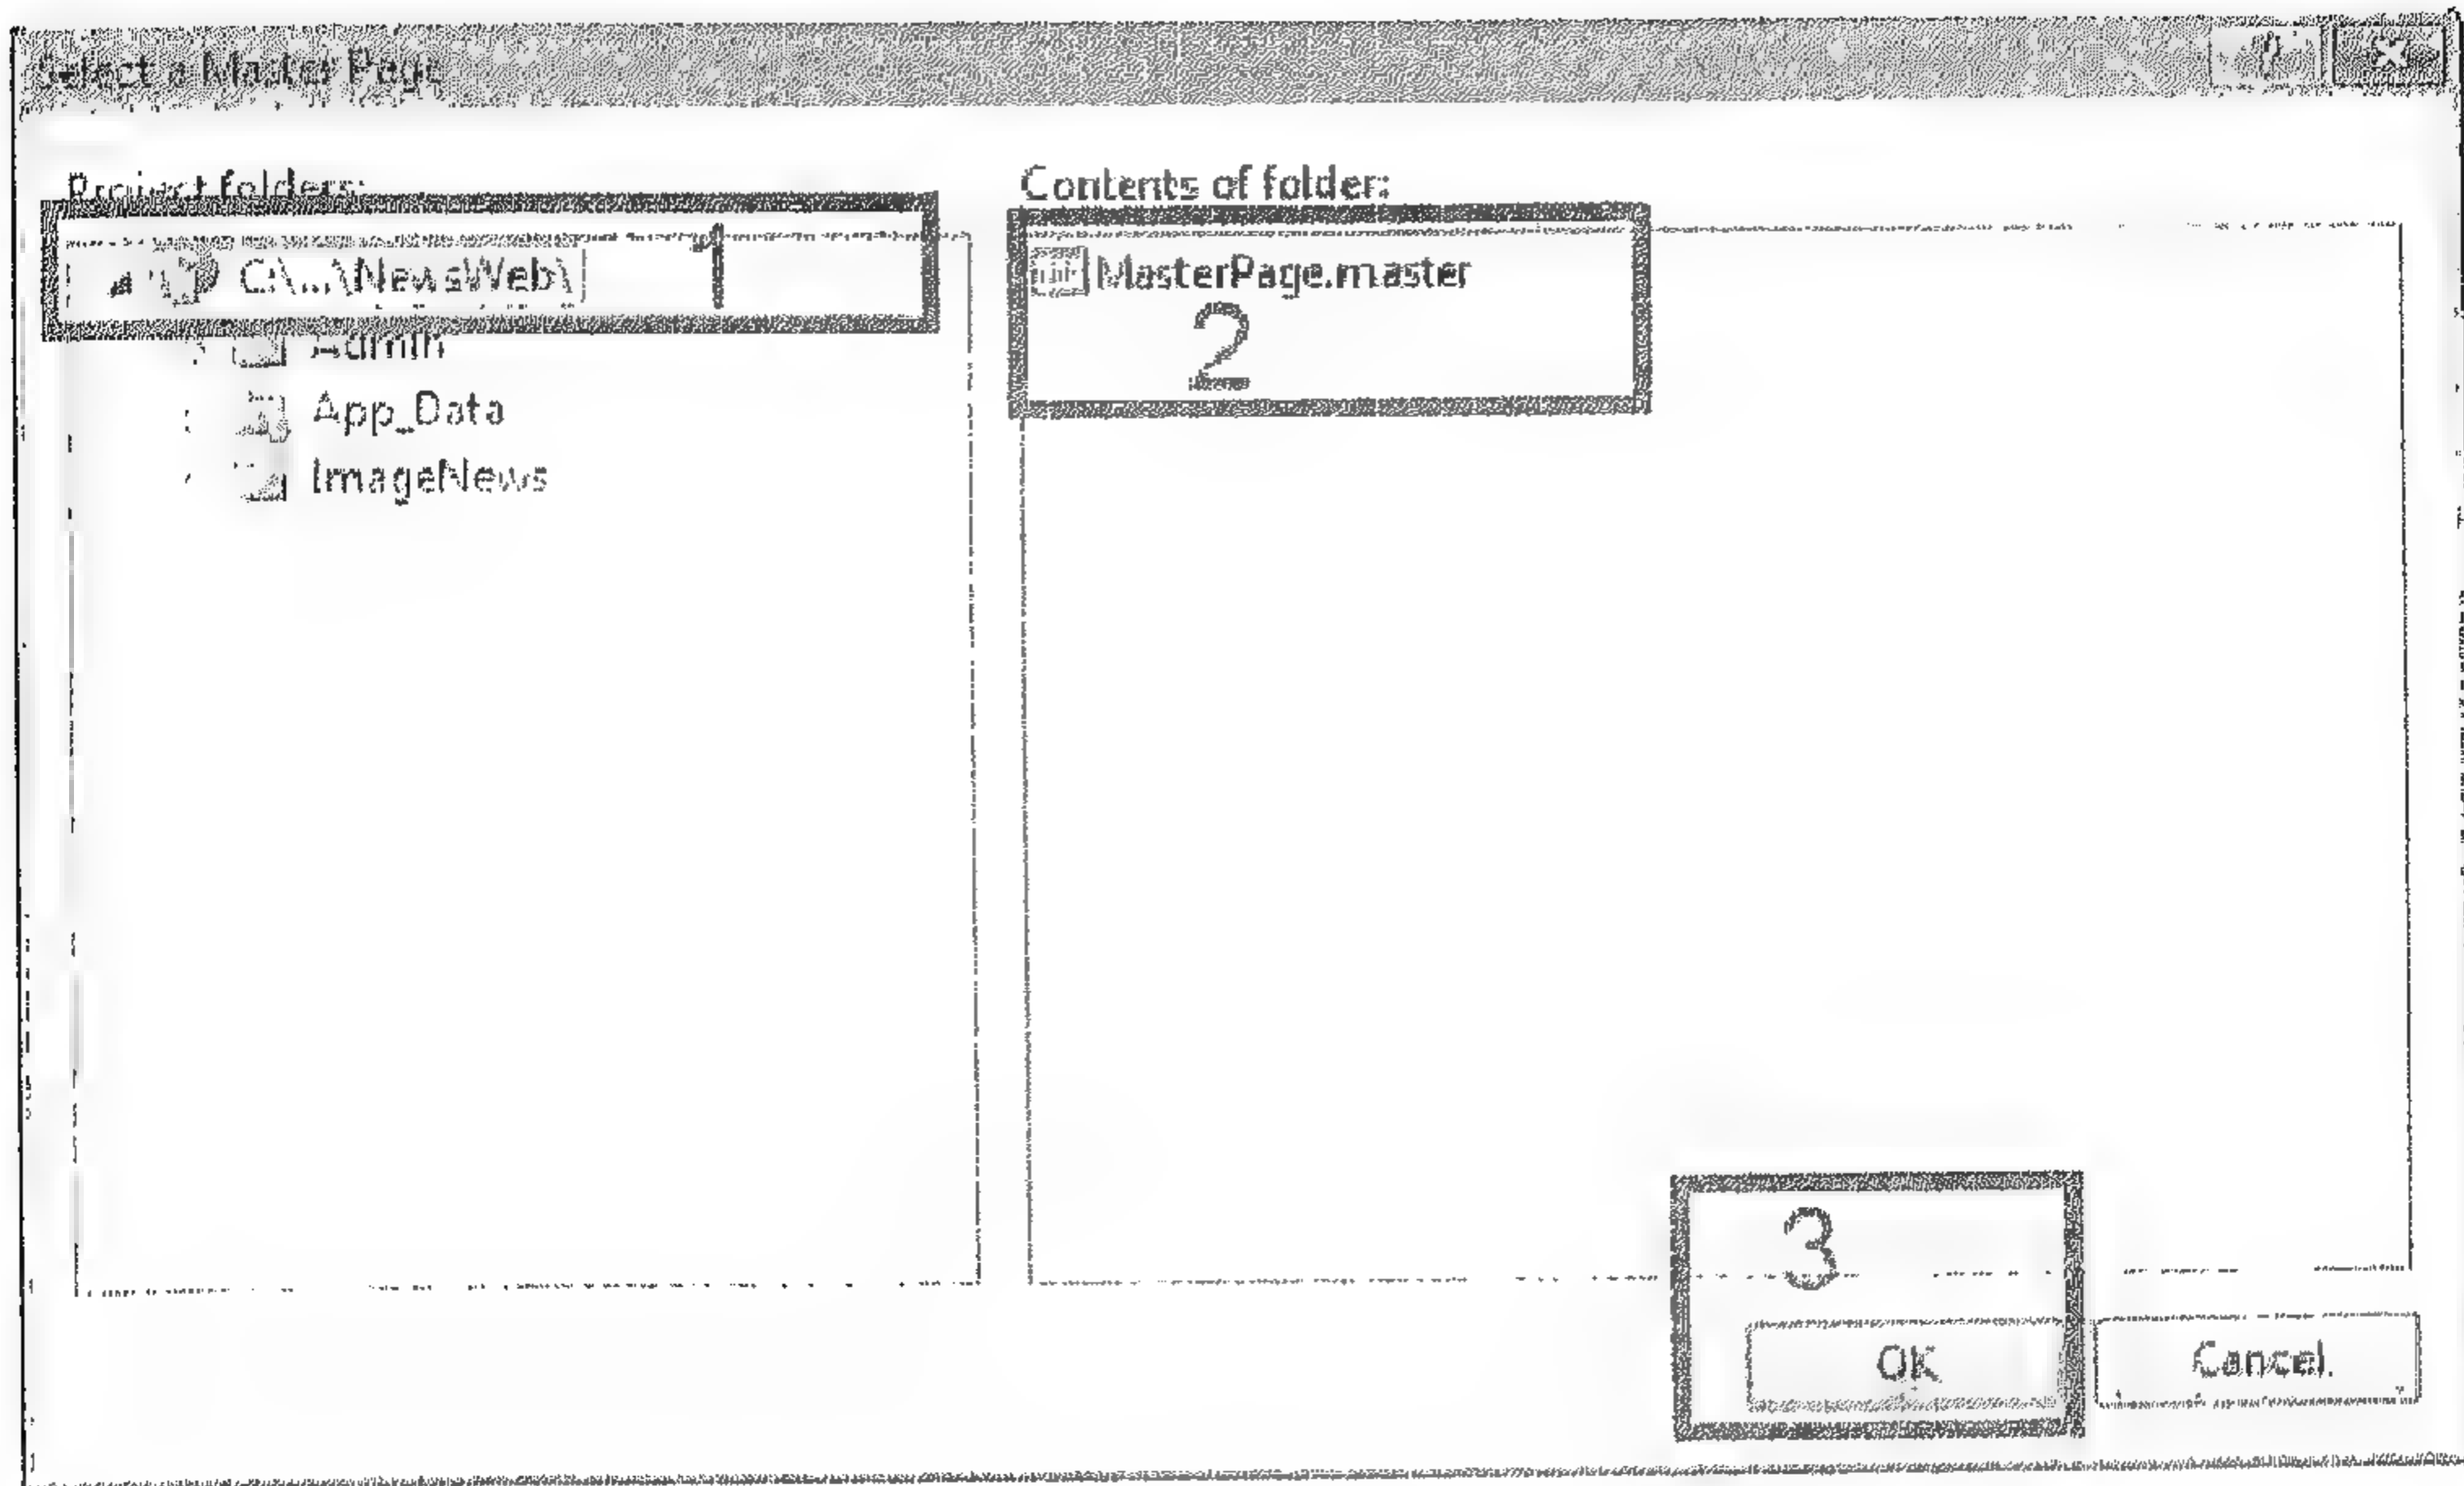 Select a Master Page
Project folders:
C:\...\NewsWeb\
1
Admin
App_Data
ImageNews
Contents of folder:
MasterPage.master
2
3
OK
Cancel